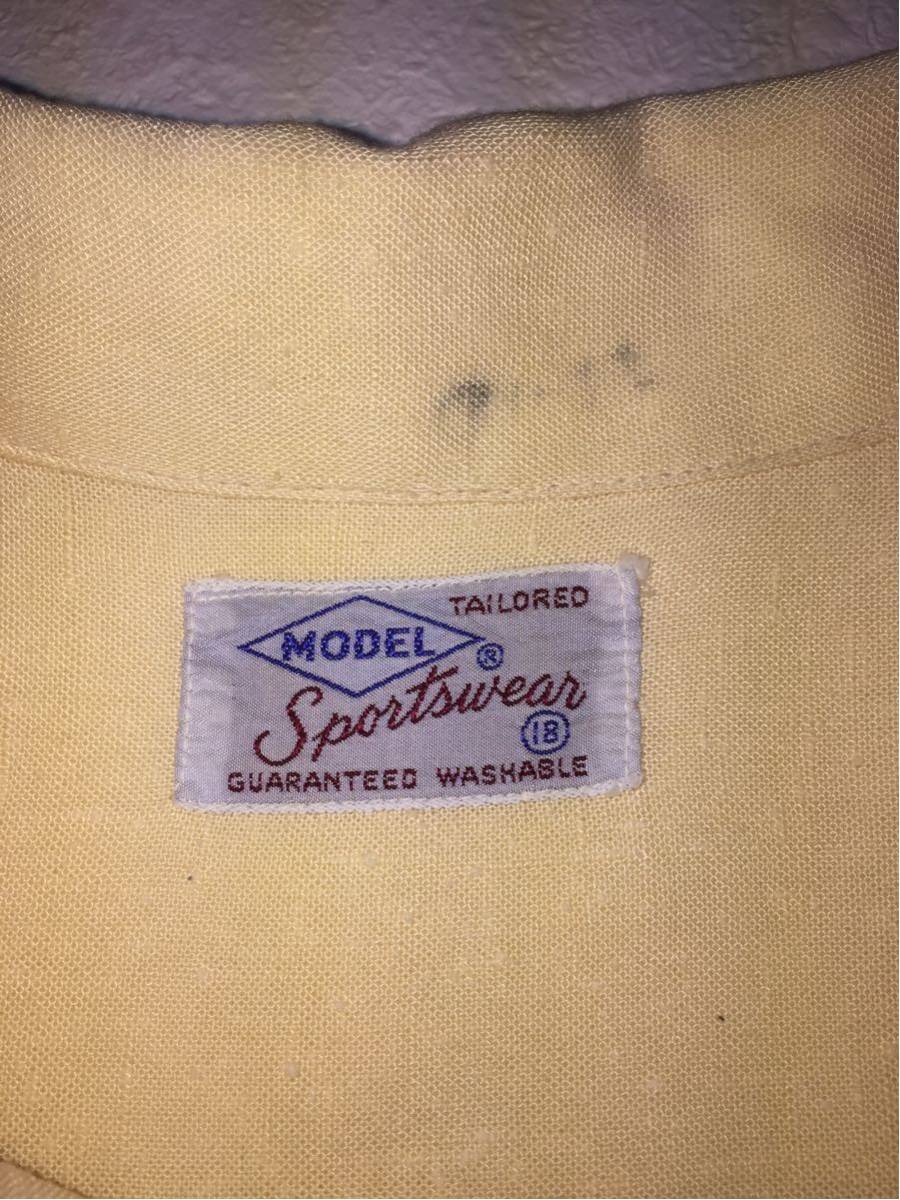 TAILORED
MODEL ®
Sportswear
18
GUARANTEED WASHABLE